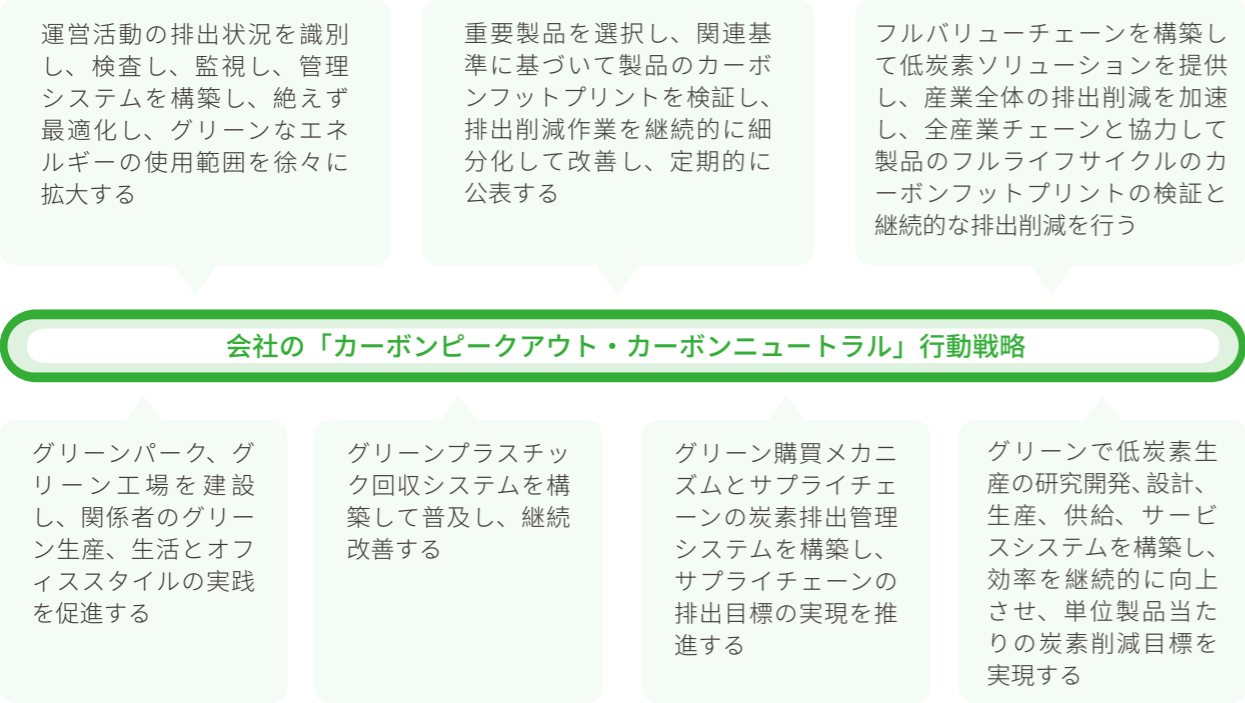 運営活動の排出状況を識別
し、検査し、監視し、管理
システムを構築し、絶えず
最適化し、グリーンなエネ
ルギーの使用範囲を徐々に
拡大する
重要製品を選択し、関連基
準に基づいて製品のカーボ
ンフットプリントを検証し、
排出削減作業を継続的に細
分化して改善し、定期的に
公表する
フルバリューチェーンを構築し
て低炭素ソリューションを提供
し、産業全体の排出削減を加速
し、全産業チェーンと協力して
製品のフルライフサイクルのカ
ーボンフットプリントの検証と
継続的な排出削減を行う
会社の「カーボンピークアウト・カーボンニュートラル」行動戦略
グリーンパーク、グ
リーン工場を建設
し、関係者のグリー
ン生産、生活とオフ
ィススタイルの実践
を促進する
グリーンプラスチッ
ク回収システムを構
築して普及し、継続
改善する
グリーン購買メカニ
ズムとサプライチェ
ーンの炭素排出管理
システムを構築し、
サプライチェーンの
排出目標の実現を推
進する
グリーンで低炭素生
産の研究開発、設計、
生産、供給、サービ
スシステムを構築し、
効率を継続的に向上
させ、単位製品当た
りの炭素削減目標を
実現する